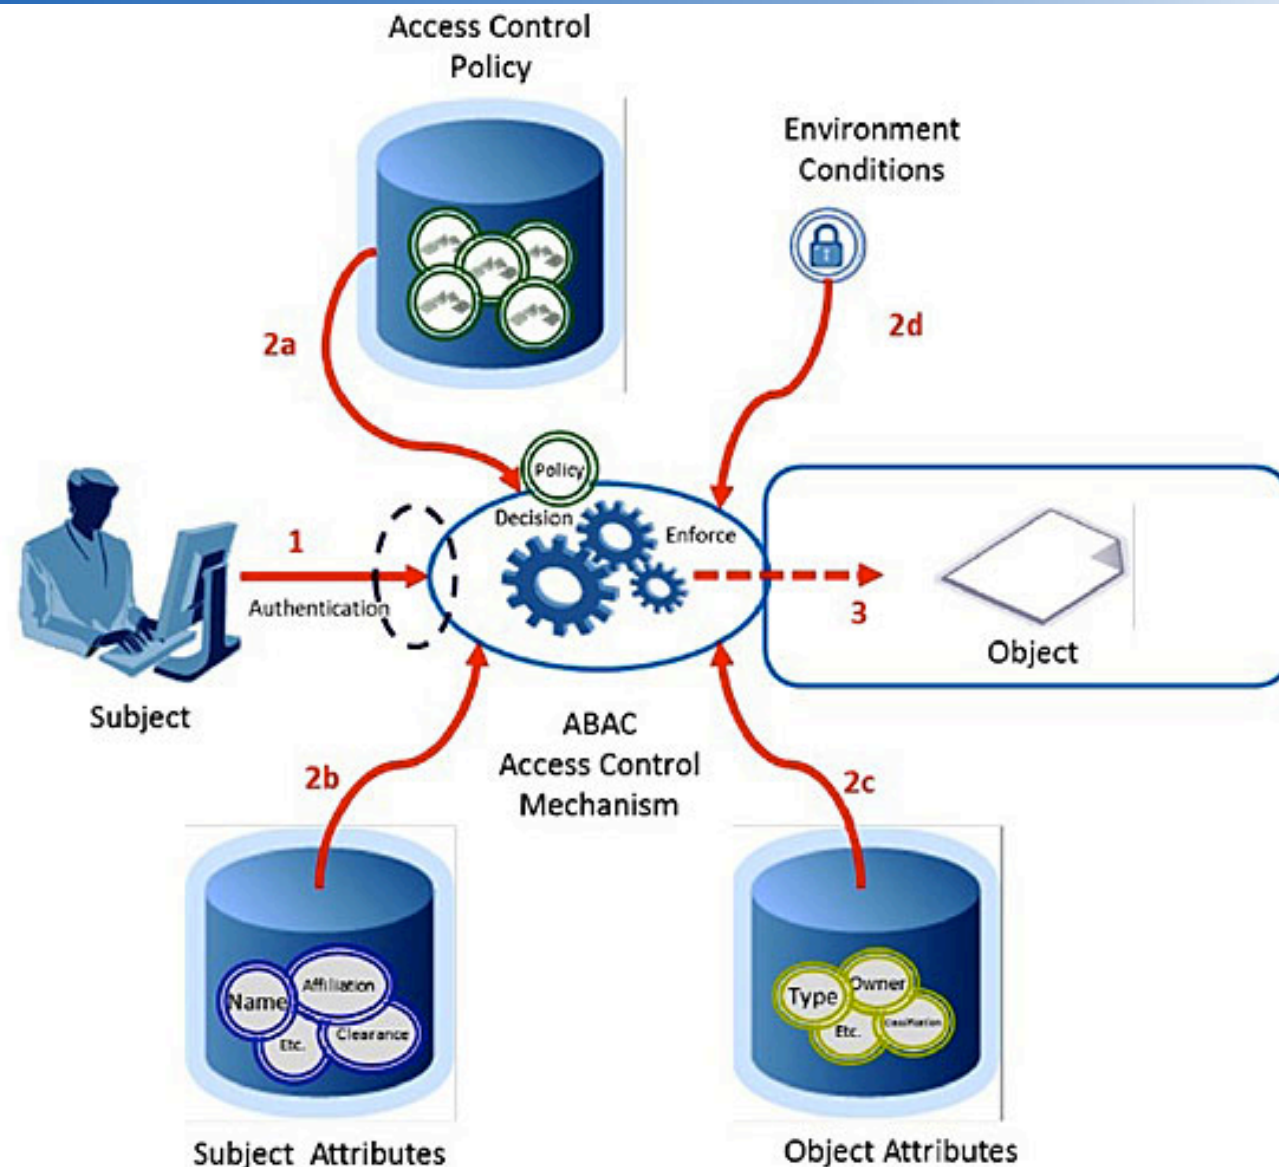 Access Control
Policy
Environment
Conditions
2a
2d
Policy
Decision
Enforce
1
Authentication
3
Object
Subject
ABAC
Access Control
Mechanism
2b
2c
Name
Affiliation
Etc.
Clearance
Type
Owner
Etc.
Classification
Subject Attributes
Object Attributes